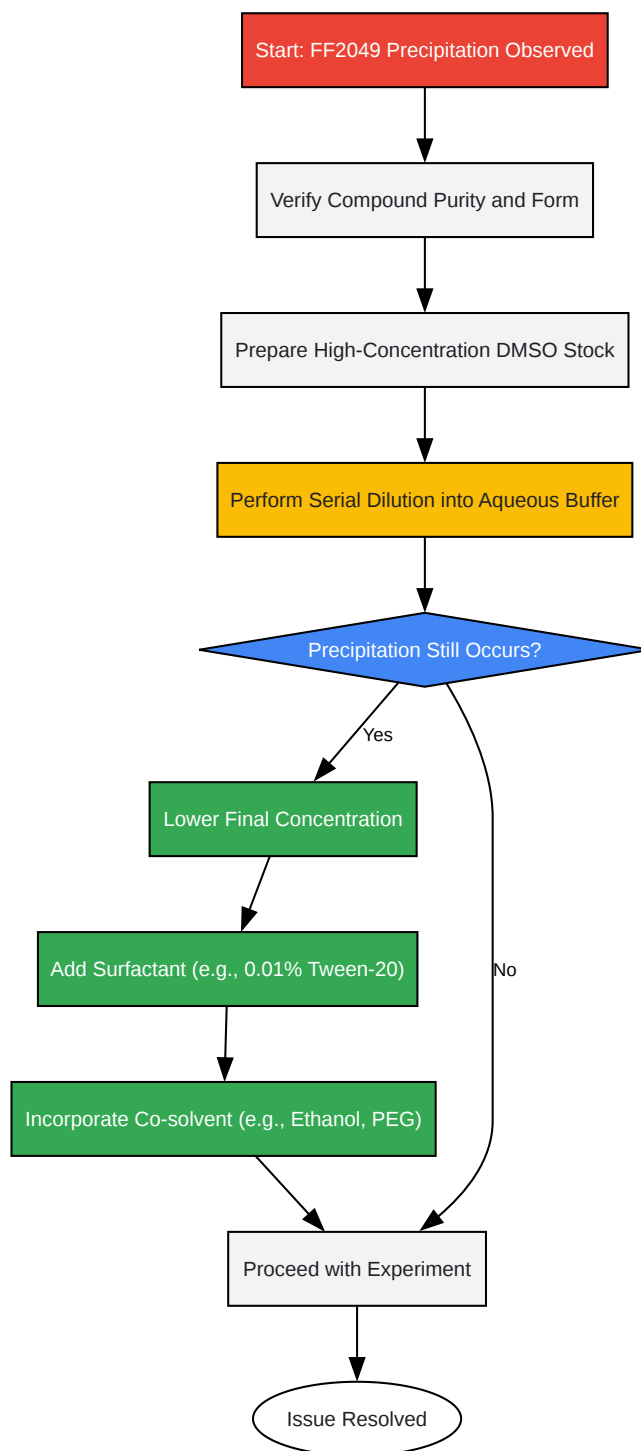 Start: FF2049 Precipitation Observed
Verify Compound Purity and Form
Prepare High-Concentration DMSO Stock
Perform Serial Dilution into Aqueous Buffer
Precipitation Still Occurs?
Yes
Lower Final Concentration
Add Surfactant (e.g., 0.01% Tween-20)
No
Incorporate Co-solvent (e.g., Ethanol, PEG)
Proceed with Experiment
Issue Resolved